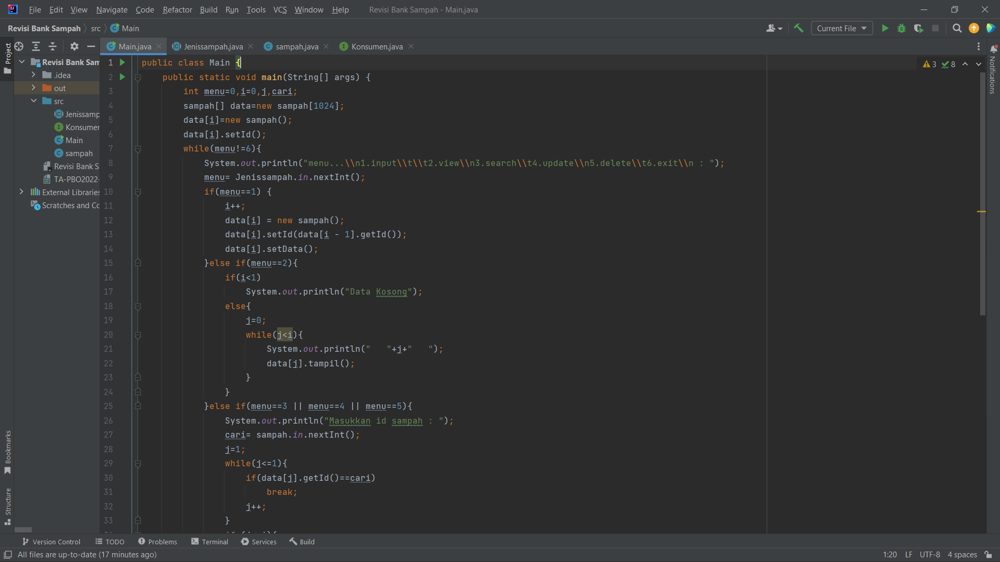 File Edit View Navigate Code Refactor Build Run Tools VCS Window Help Revisi Bank Sampah - Main.java
Revisi Bank Sampah src Main Current File
Project
Main.java Jenissampah.java sampah.java Konsumen.java
Notifications
Revisi Bank Sam
.idea
out
src
Jenissamp
Konsumer
Main
sampah
Revisi Bank S
TA-PBO2022-
External Libraries
Scratches and Co
3 8
1 public class Main {
2 public static void main(String[] args) {
3 int menu=0,i=0,j,cari;
4 sampah[] data=new sampah[1024];
5 data[i]=new sampah();
6 data[i].setId();
7 while(menu!=6){
8 System.out.println("menu...\\n1.input\\t\\t2.view\\n3.search\\t4.update\\n5.delete\\t6.exit\\n : ");
9 menu= Jenissampah.in.nextInt();
10 if(menu==1) {
11 i++;
12 data[i] = new sampah();
13 data[i].setId(data[i - 1].getId());
14 data[i].setData();
15 }else if(menu==2){
16 if(i<1)
17 System.out.println("Data Kosong");
18 else{
19 j=0;
20 while(j<i){
21 System.out.println("   "+j+"   ");
22 data[j].tampil();
23 }
24 }
25 }else if(menu==3 || menu==4 || menu==5){
26 System.out.println("Masukkan id sampah : ");
27 cari= sampah.in.nextInt();
28 j=1;
29 while(j<=1){
30 if(data[j].getId()==cari)
31 break;
32 j++;
33 }
Bookmarks
Structure
Version Control TODO Problems Terminal Services Build
All files are up-to-date (17 minutes ago) 1:20 LF UTF-8 4 spaces